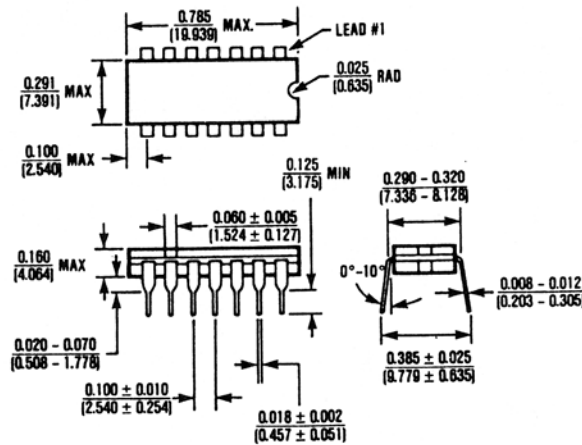 0.785
(19.939) MAX.
LEAD #1
0.291
(7.391) MAX
0.025
(0.635) RAD
0.100
(2.540) MAX
0.125
(3.175) MIN
0.290 – 0.320
(7.336 – 8.128)
0.060 ± 0.005
(1.524 ± 0.127)
0.160
(4.064) MAX
0°–10°
0.008 – 0.012
(0.203 – 0.305)
0.020 – 0.070
(0.508 – 1.778)
0.385 ± 0.025
(9.779 ± 0.635)
0.100 ± 0.010
(2.540 ± 0.254)
0.018 ± 0.002
(0.457 ± 0.051)